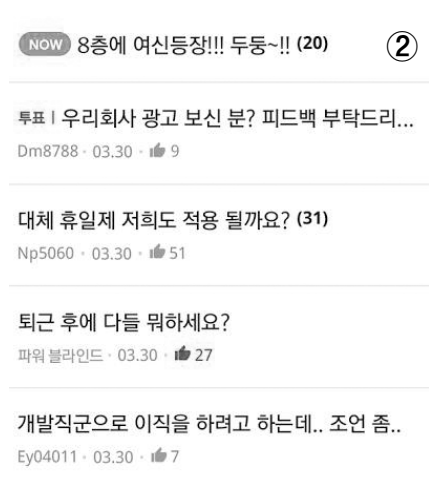 NOW 8층에 여신등장!!! 두둥~!! (20) ②
투표 | 우리회사 광고 보신 분? 피드백 부탁드리...
Dm8788 · 03.30 · 9
대체 휴일제 저희도 적용 될까요? (31)
Np5060 · 03.30 · 51
퇴근 후에 다들 뭐하세요?
파워 블라인드 · 03.30 · 27
개발직군으로 이직을 하려고 하는데.. 조언 좀..
Ey04011 · 03.30 · 7